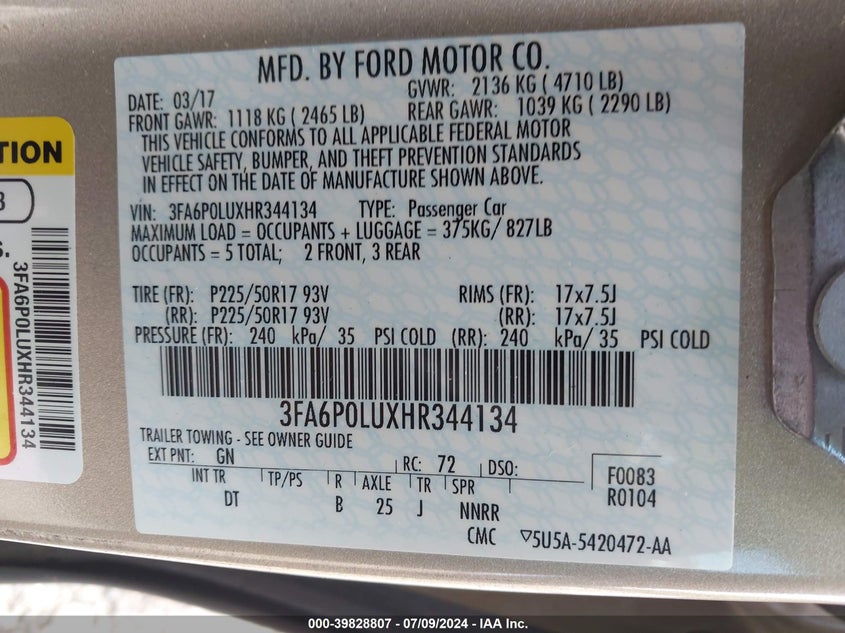 MFD. BY FORD MOTOR CO.
DATE: 03/17 GVWR: 2136 KG ( 4710 LB)
FRONT GAWR: 1118 KG ( 2465 LB) REAR GAWR: 1039 KG ( 2290 LB)
THIS VEHICLE CONFORMS TO ALL APPLICABLE FEDERAL MOTOR
VEHICLE SAFETY, BUMPER, AND THEFT PREVENTION STANDARDS
IN EFFECT ON THE DATE OF MANUFACTURE SHOWN ABOVE.
VIN: 3FA6P0LUXHR344134 TYPE: Passenger Car
MAXIMUM LOAD = OCCUPANTS + LUGGAGE = 375KG/ 827LB
OCCUPANTS = 5 TOTAL; 2 FRONT, 3 REAR
TIRE (FR): P225/50R17 93V RIMS (FR): 17x7.5J
(RR): P225/50R17 93V (RR): 17x7.5J
PRESSURE (FR): 240 kPa/ 35 PSI COLD (RR): 240 kPa/ 35 PSI COLD
3FA6P0LUXHR344134
TRAILER TOWING - SEE OWNER GUIDE
EXT PNT: GN RC: 72 DSO:
INT TR TP/PS R AXLE TR SPR
DT B 25 J NNRR
F0083
R0104
CMC ▽5U5A-5420472-AA
TION
3
S.
3FA6P0LUXHR344134
000-39828807 - 07/09/2024 - IAA Inc.